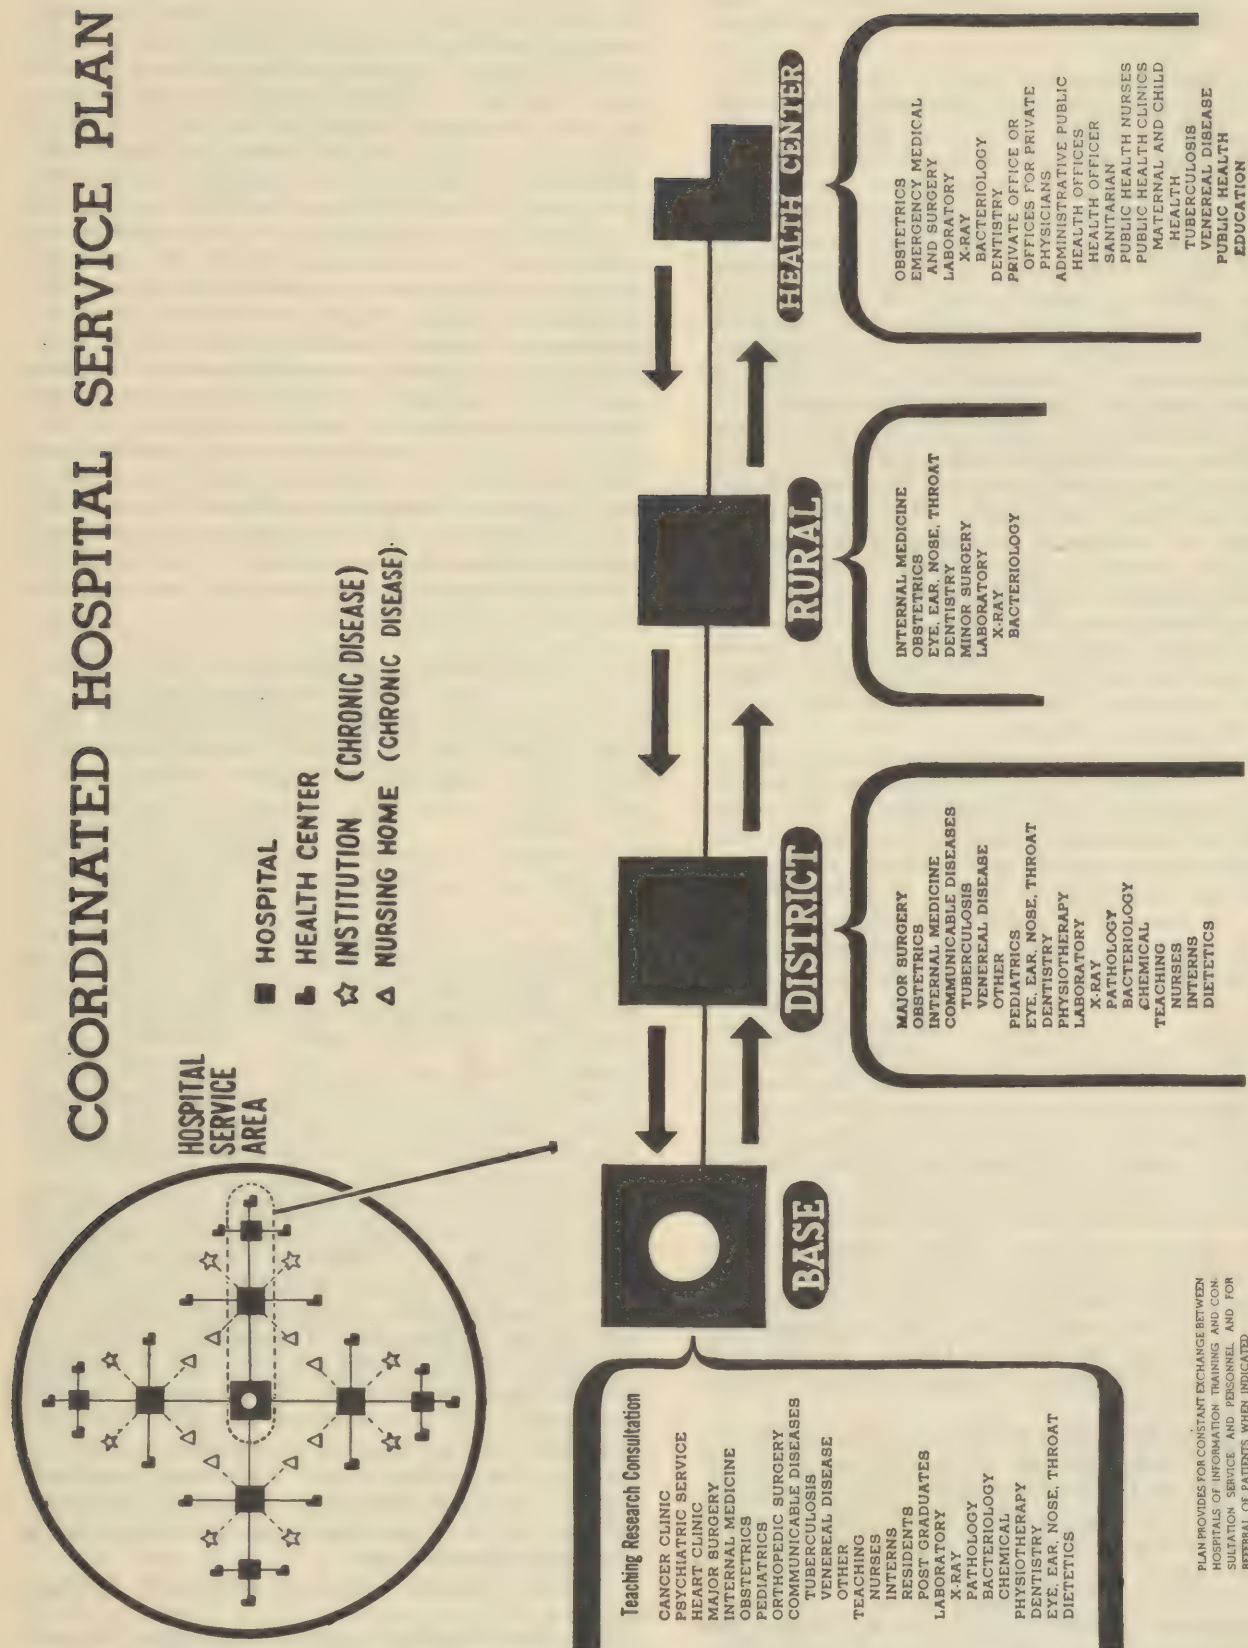 COORDINATED HOSPITAL SERVICE PLAN
HOSPITAL
SERVICE
AREA
HOSPITAL
HEALTH CENTER
INSTITUTION (CHRONIC DISEASE)
NURSING HOME (CHRONIC DISEASE)
BASE
DISTRICT
RURAL
HEALTH CENTER
Teaching Research Consultation
CANCER CLINIC
PSYCHIATRIC SERVICE
HEART CLINIC
MAJOR SURGERY
INTERNAL MEDICINE
OBSTETRICS
PEDIATRICS
ORTHOPEDIC SURGERY
COMMUNICABLE DISEASES
TUBERCULOSIS
VENEREAL DISEASE
OTHER
TEACHING
NURSES
INTERNS
RESIDENTS
POST GRADUATES
LABORATORY
X-RAY
PATHOLOGY
BACTERIOLOGY
CHEMICAL
PHYSIOTHERAPY
DENTISTRY
EYE, EAR, NOSE, THROAT
DIETETICS
MAJOR SURGERY
OBSTETRICS
INTERNAL MEDICINE
COMMUNICABLE DISEASES
TUBERCULOSIS
VENEREAL DISEASE
OTHER
PEDIATRICS
EYE, EAR, NOSE, THROAT
DENTISTRY
PHYSIOTHERAPY
LABORATORY
X-RAY
PATHOLOGY
BACTERIOLOGY
CHEMICAL
TEACHING
NURSES
INTERNS
DIETETICS
INTERNAL MEDICINE
OBSTETRICS
EYE, EAR, NOSE, THROAT
DENTISTRY
MINOR SURGERY
LABORATORY
X-RAY
BACTERIOLOGY
OBSTETRICS
EMERGENCY MEDICAL
AND SURGERY
LABORATORY
X-RAY
BACTERIOLOGY
DENTISTRY
PRIVATE OFFICE OR
OFFICES FOR PRIVATE
PHYSICIANS
ADMINISTRATIVE PUBLIC
HEALTH OFFICES
HEALTH OFFICER
SANITARIAN
PUBLIC HEALTH NURSES
PUBLIC HEALTH CLINICS
MATERNAL AND CHILD
HEALTH
TUBERCULOSIS
VENEREAL DISEASE
PUBLIC HEALTH
EDUCATION
PLAN PROVIDES FOR CONSTANT EXCHANGE BETWEEN
HOSPITALS OF INFORMATION TRAINING AND CON-
SULTATION SERVICE AND PERSONNEL AND FOR
REFERRAL OF PATIENTS WHEN INDICATED